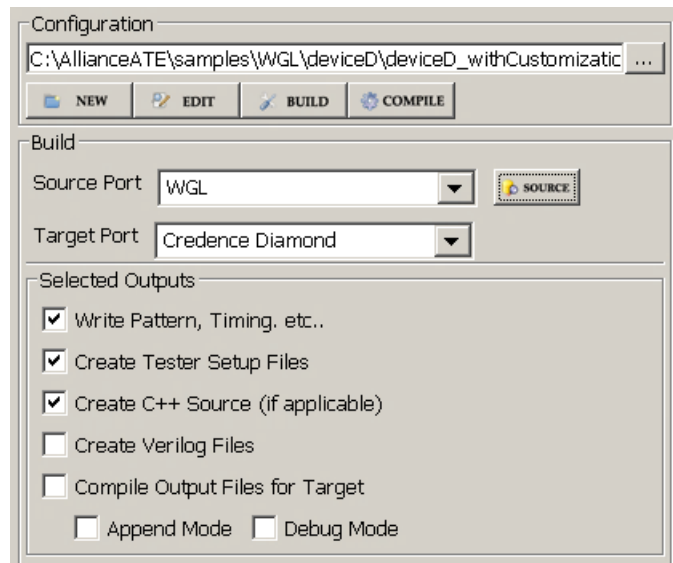 Configuration
C:\AllianceATE\samples\WGL\deviceD\deviceD_withCustomizatic ...
NEW EDIT BUILD COMPILE
Build
Source Port WGL SOURCE
Target Port Credence Diamond
Selected Outputs
Write Pattern, Timing. etc..
Create Tester Setup Files
Create C++ Source (if applicable)
Create Verilog Files
Compile Output Files for Target
Append Mode Debug Mode